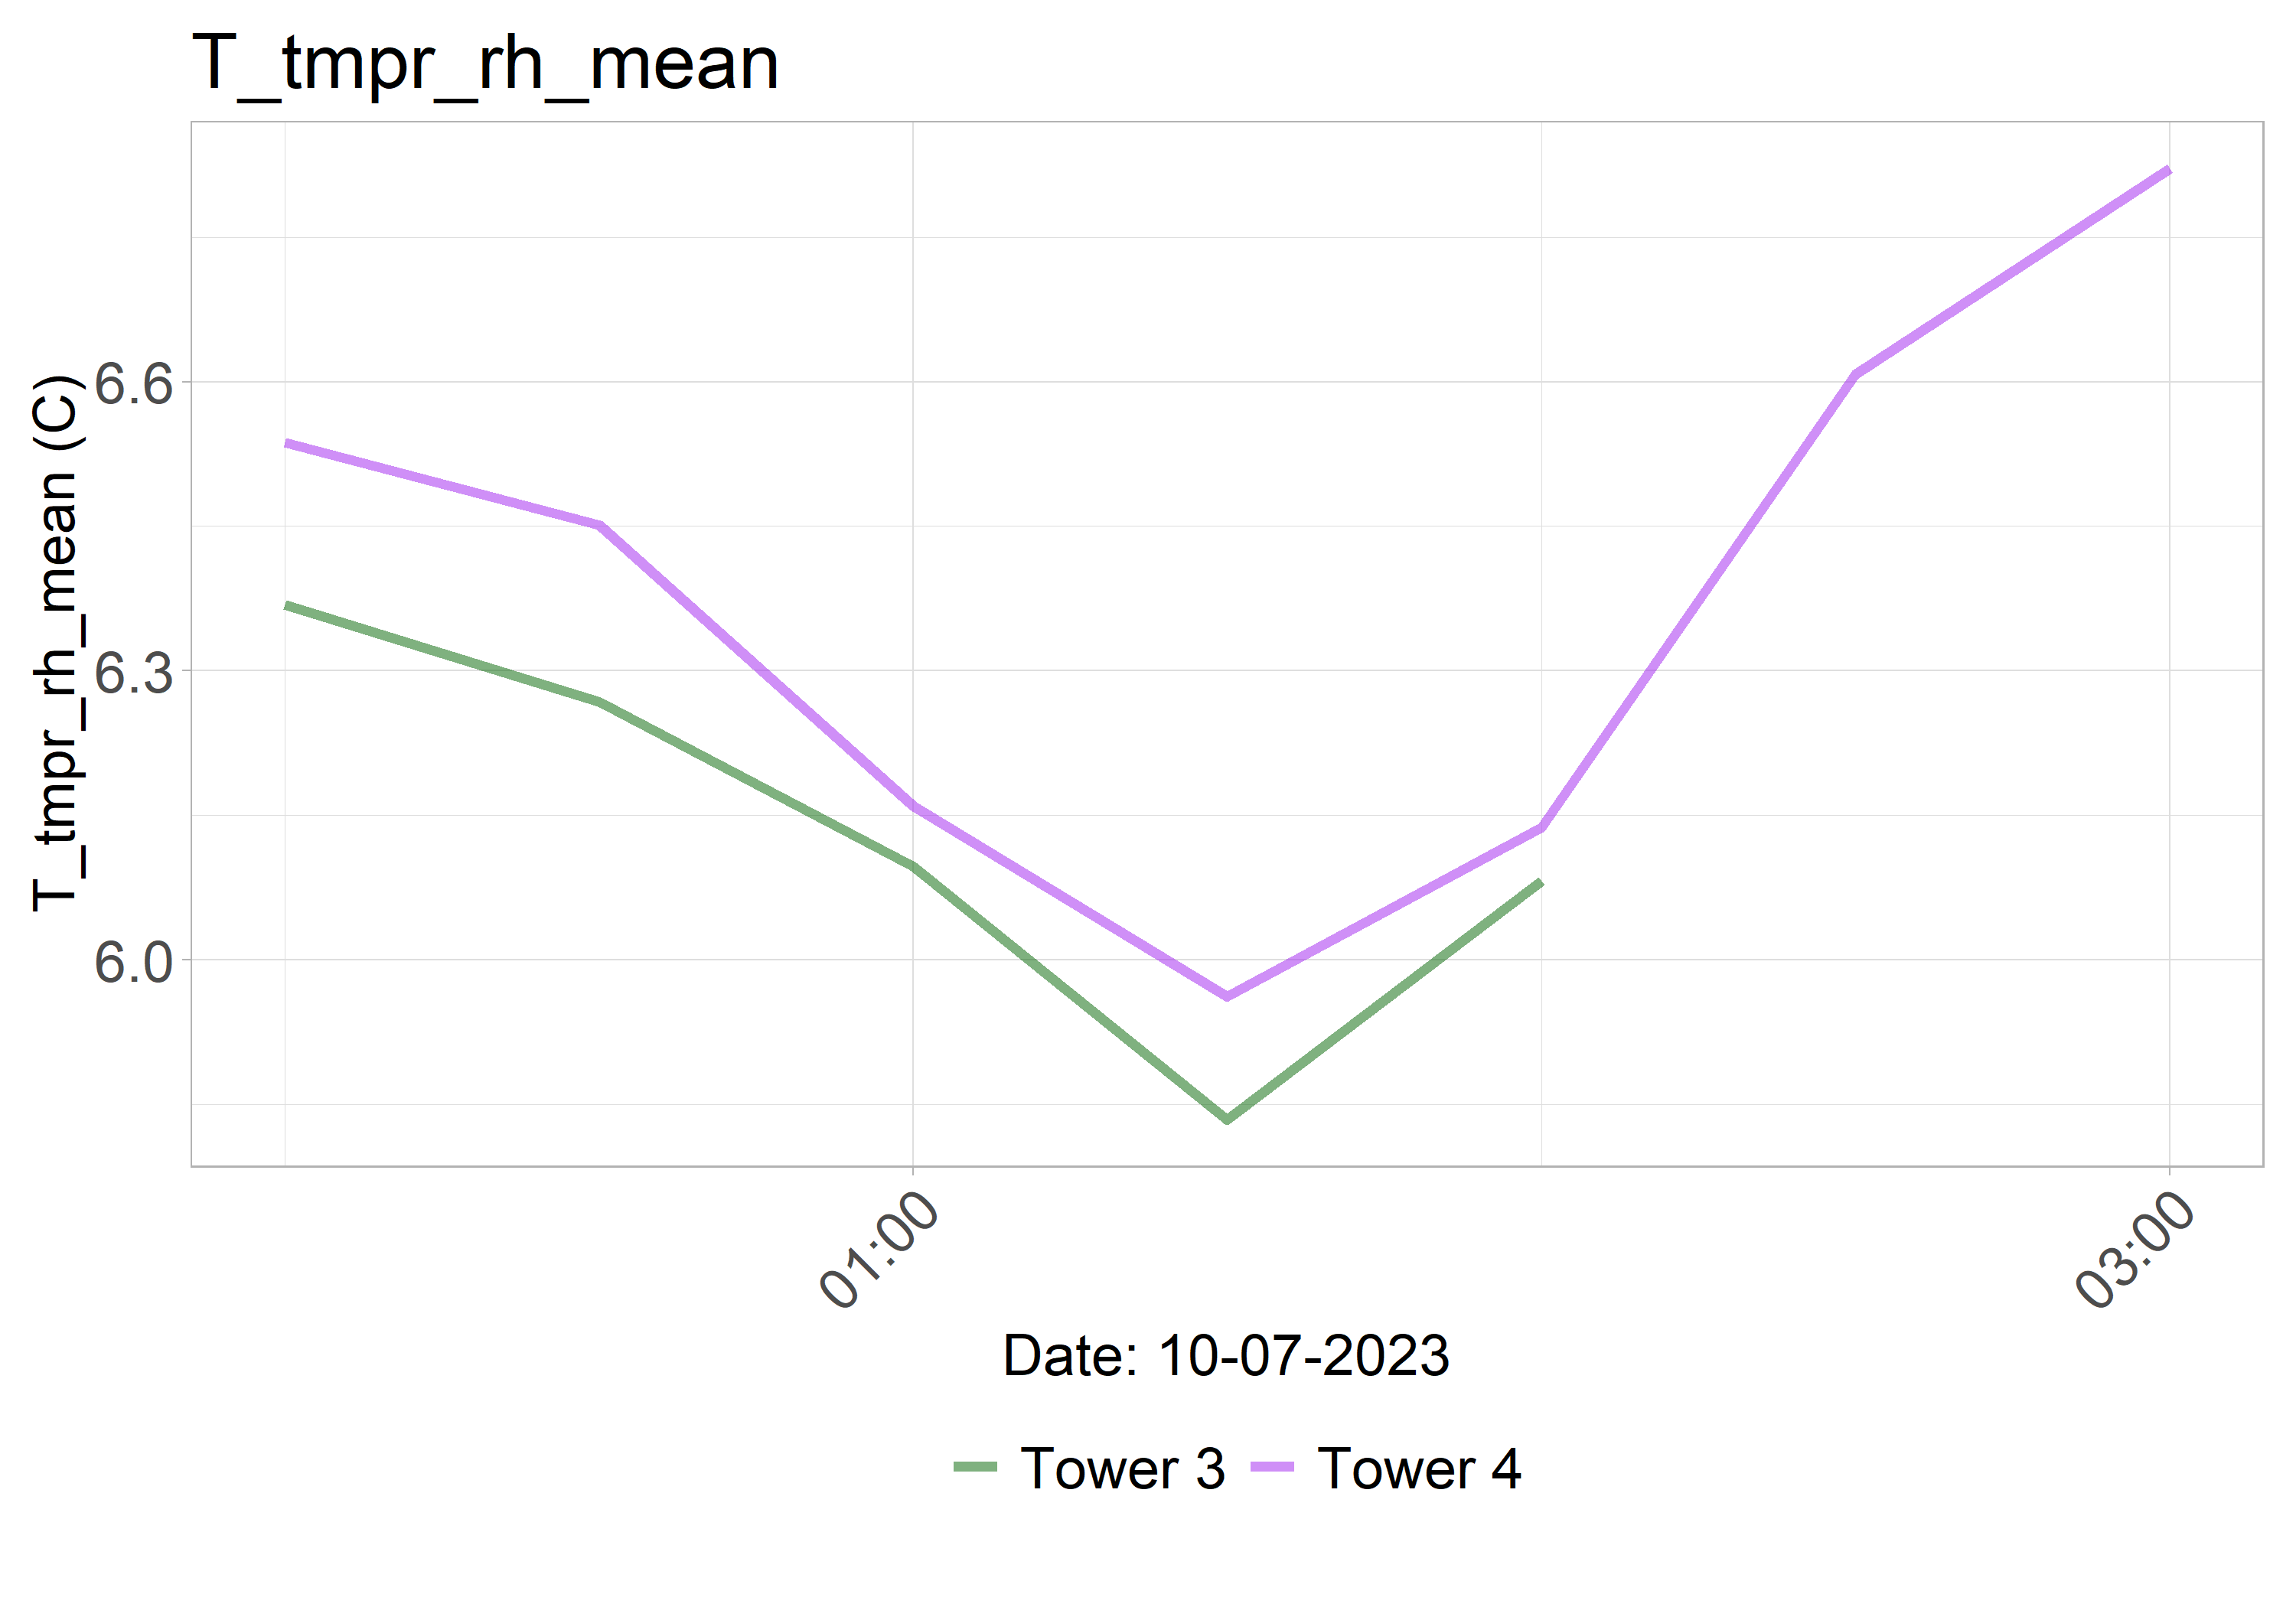 T_tmpr_rh_mean
T_tmpr_rh_mean (C)
6.6
6.3
6.0
01:00
03:00
Date: 10-07-2023
Tower 3
Tower 4